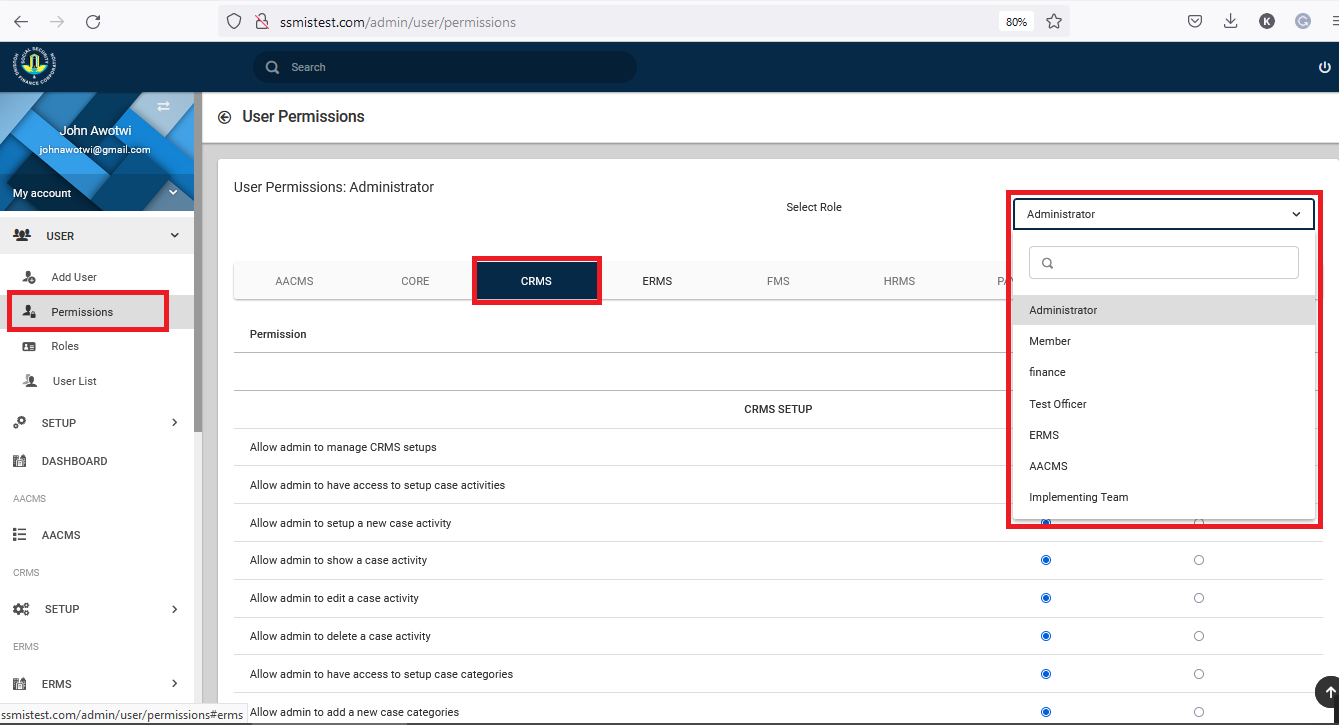 ssmistest.com/admin/user/permissions
80%
K
G
SOCIAL SECURITY
HOUSING FINANCE CORPORATION
Search
John Awotwi
johnawotwi@gmail.com
My account
User Permissions
User Permissions: Administrator
Select Role
Administrator
USER
Add User
Permissions
Roles
User List
SETUP
DASHBOARD
AACMS
AACMS
CRMS
SETUP
ERMS
ERMS
AACMS
CORE
CRMS
ERMS
FMS
HRMS
Permission
CRMS SETUP
Allow admin to manage CRMS setups
Allow admin to have access to setup case activities
Allow admin to setup a new case activity
Allow admin to show a case activity
Allow admin to edit a case activity
Allow admin to delete a case activity
Allow admin to have access to setup case categories
Allow admin to add a new case categories
Administrator
Member
finance
Test Officer
ERMS
AACMS
Implementing Team
ssmistest.com/admin/user/permissions#erms